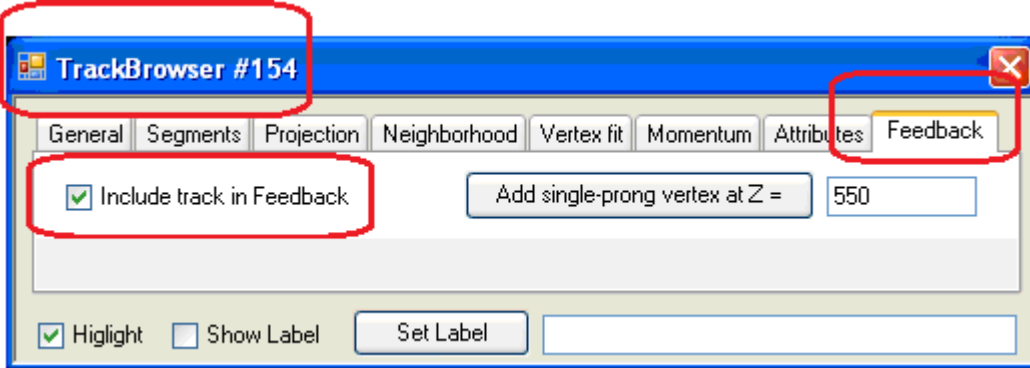 TrackBrowser #154
General Segments Projection Neighborhood Vertex fit Momentum Attributes Feedback
Include track in Feedback Add single-prong vertex at Z = 550
Higlight Show Label Set Label